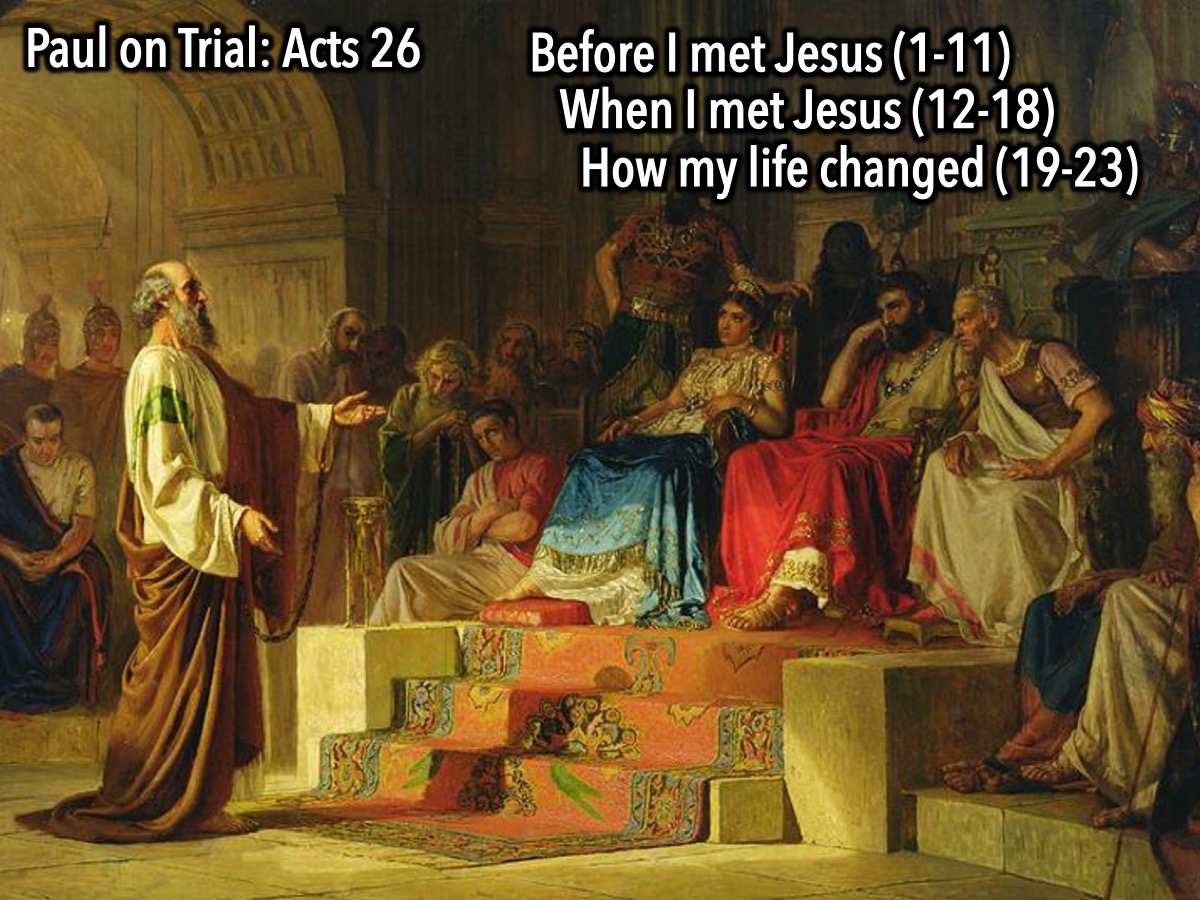 Paul on Trial: Acts 26
Before I met Jesus (1-11)
When I met Jesus (12-18)
How my life changed (19-23)